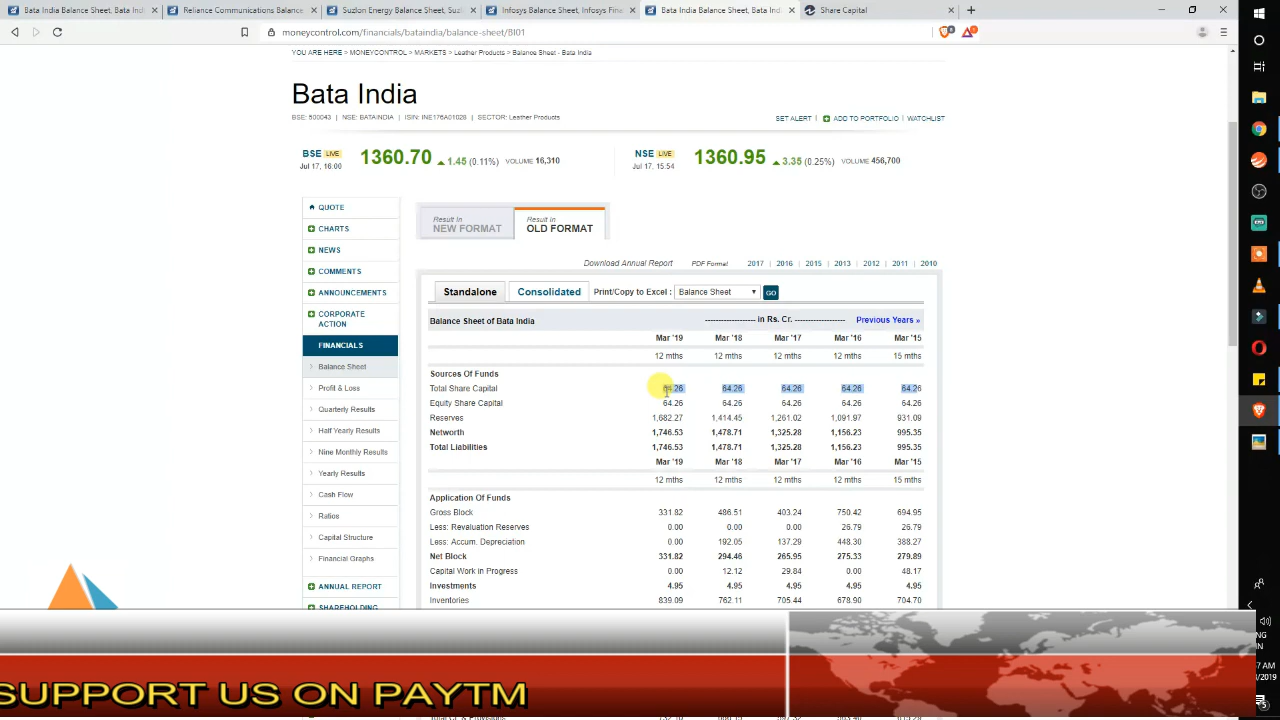 Bata India Balance Sheet, Bata Ind
Reliance Communications Balance
Suzlon Energy Balance Sheet, Suzl
Infosys Balance Sheet, Infosys Fina
Bata India Balance Sheet, Bata Ind
Share Capital
moneycontrol.com/financials/bataindia/balance-sheet/BI01
YOU ARE HERE > MONEYCONTROL > MARKETS > Leather Products > Balance Sheet - Bata India
Bata India
BSE: 500043 | NSE: BATAINDIA | ISIN: INE176A01028 | SECTOR: Leather Products
SET ALERT | ADD TO PORTFOLIO | WATCHLIST
BSE LIVE 1360.70 1.45 (0.11%) VOLUME 16,310
Jul 17, 16:00
NSE LIVE 1360.95 3.35 (0.25%) VOLUME 456,700
Jul 17, 15:54
QUOTE
CHARTS
NEWS
COMMENTS
ANNOUNCEMENTS
CORPORATE
ACTION
FINANCIALS
Balance Sheet
Profit & Loss
Quarterly Results
Half Yearly Results
Nine Monthly Results
Yearly Results
Cash Flow
Ratios
Capital Structure
Financial Graphs
ANNUAL REPORT
SHAREHOLDING
Result in
NEW FORMAT
Result in
OLD FORMAT
Download Annual Report PDF Format 2017 | 2016 | 2015 | 2013 | 2012 | 2011 | 2010
Standalone Consolidated Print/Copy to Excel : Balance Sheet GO
Balance Sheet of Bata India ------------------- in Rs. Cr. ------------------- Previous Years »
Mar '19 Mar '18 Mar '17 Mar '16 Mar '15
12 mths 12 mths 12 mths 12 mths 15 mths
Sources Of Funds
Total Share Capital 64.26 64.26 64.26 64.26 64.26
Equity Share Capital 64.26 64.26 64.26 64.26 64.26
Reserves 1,682.27 1,414.45 1,261.02 1,091.97 931.09
Networth 1,746.53 1,478.71 1,325.28 1,156.23 995.35
Total Liabilities 1,746.53 1,478.71 1,325.28 1,156.23 995.35
Mar '19 Mar '18 Mar '17 Mar '16 Mar '15
12 mths 12 mths 12 mths 12 mths 15 mths
Application Of Funds
Gross Block 331.82 486.51 403.24 750.42 694.95
Less: Revaluation Reserves 0.00 0.00 0.00 26.79 26.79
Less: Accum. Depreciation 0.00 192.05 137.29 448.30 388.27
Net Block 331.82 294.46 265.95 275.33 279.89
Capital Work in Progress 0.00 12.12 29.84 0.00 48.17
Investments 4.95 4.95 4.95 4.95 4.95
Inventories 839.09 762.11 705.44 678.90 704.70
SUPPORT US ON PAYTM